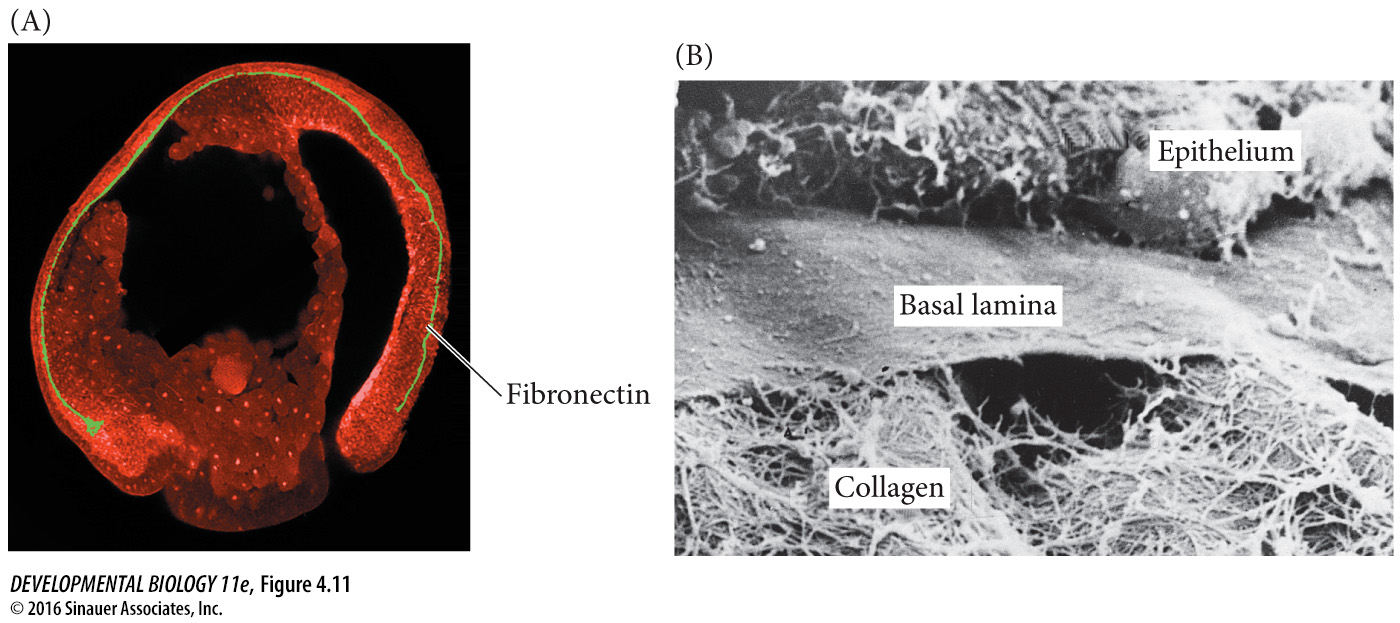 (A)
(B)
Epithelium
Basal lamina
Fibronectin
Collagen
DEVELOPMENTAL BIOLOGY 11e, Figure 4.11
© 2016 Sinauer Associates, Inc.